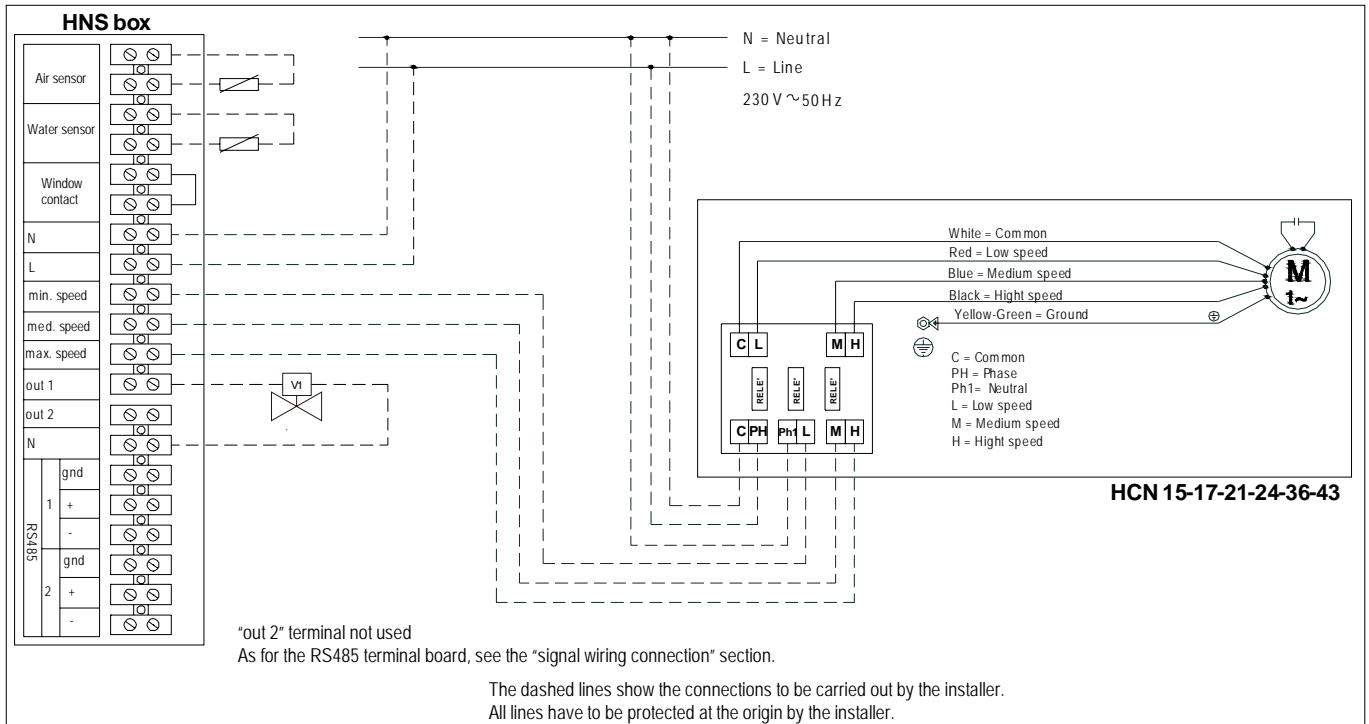 HNS box
Air sensor
Water sensor
Window
contact
N
L
min. speed
med. speed
max. speed
out 1
out 2
N
RS485
1
gnd
+
-
2
gnd
+
-
N = Neutral
L = Line
230 V ~50Hz
V1
White = Common
Red = Low speed
Blue = Medium speed
Black = Hight speed
Yellow-Green = Ground
M
1~
C L
M H
RELE'
RELE'
RELE'
C PH Ph1 L M H
C = Common
PH = Phase
Ph1= Neutral
L = Low speed
M = Medium speed
H = Hight speed
HCN 15-17-21-24-36-43
"out 2" terminal not used
As for the RS485 terminal board, see the "signal wiring connection" section.
The dashed lines show the connections to be carried out by the installer.
All lines have to be protected at the origin by the installer.